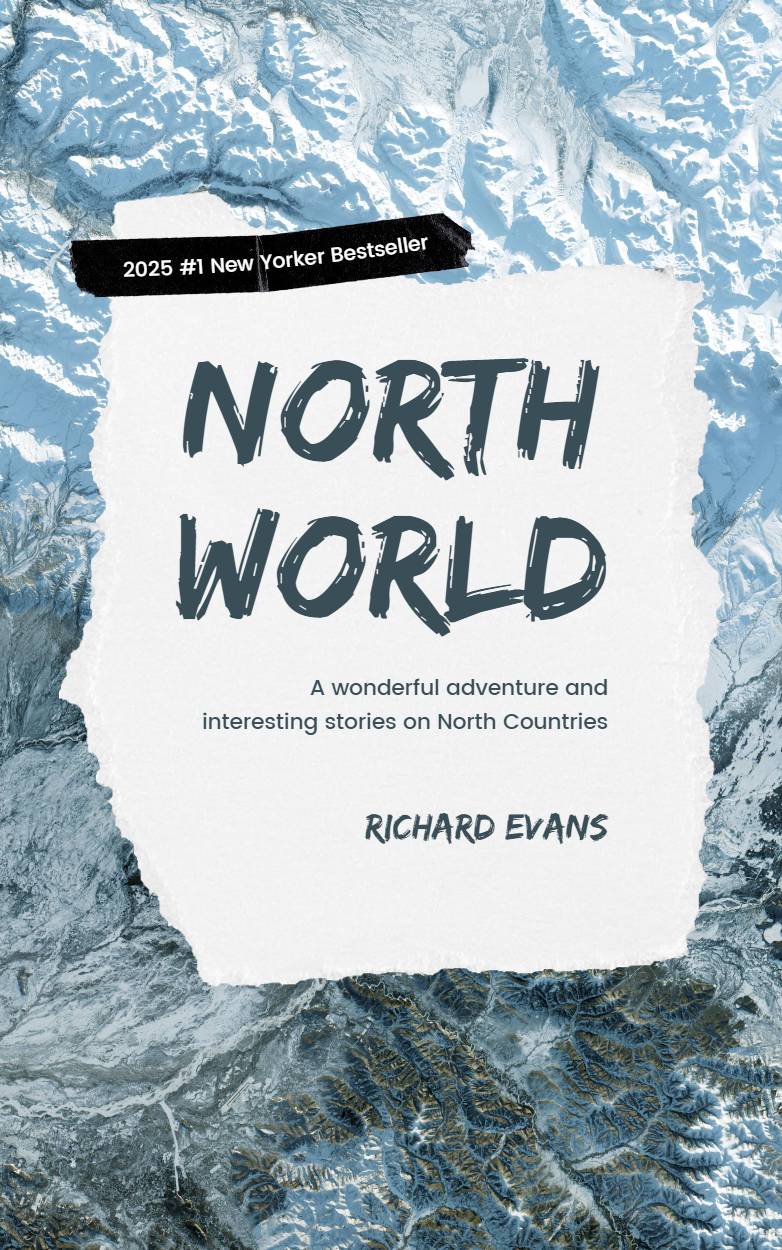 2025 #1 New Yorker Bestseller
NORTH
WORLD
A wonderful adventure and
interesting stories on North Countries
RICHARD EVANS